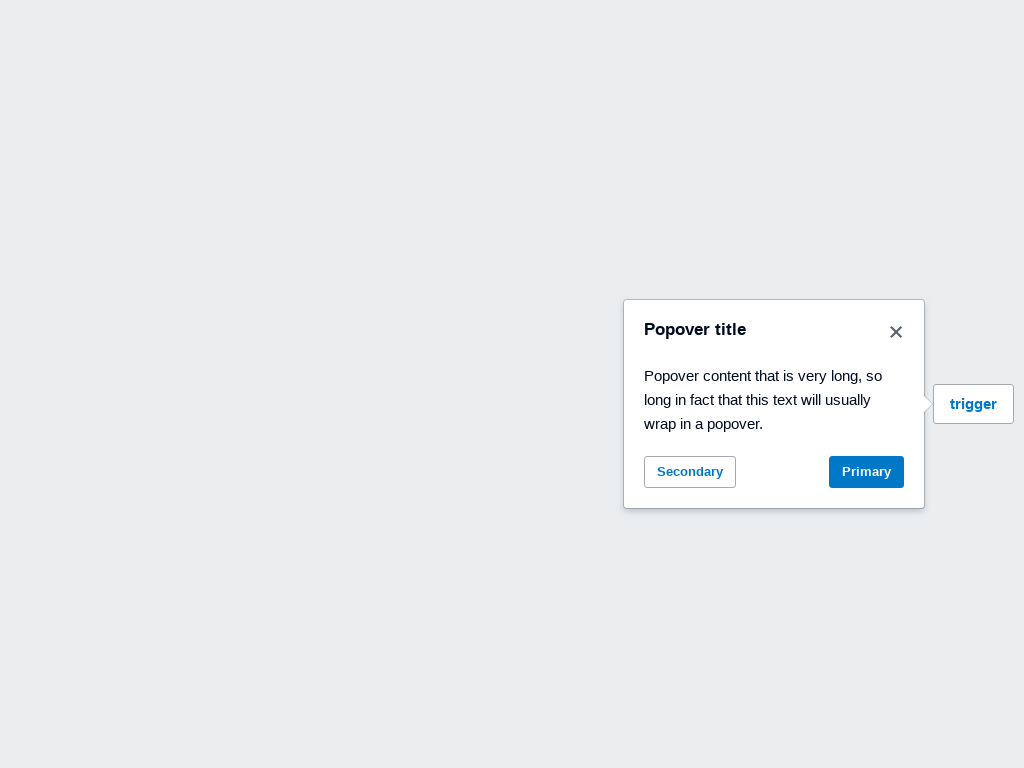 Popover title
Popover content that is very long, so
long in fact that this text will usually
wrap in a popover.
Secondary
Primary
trigger